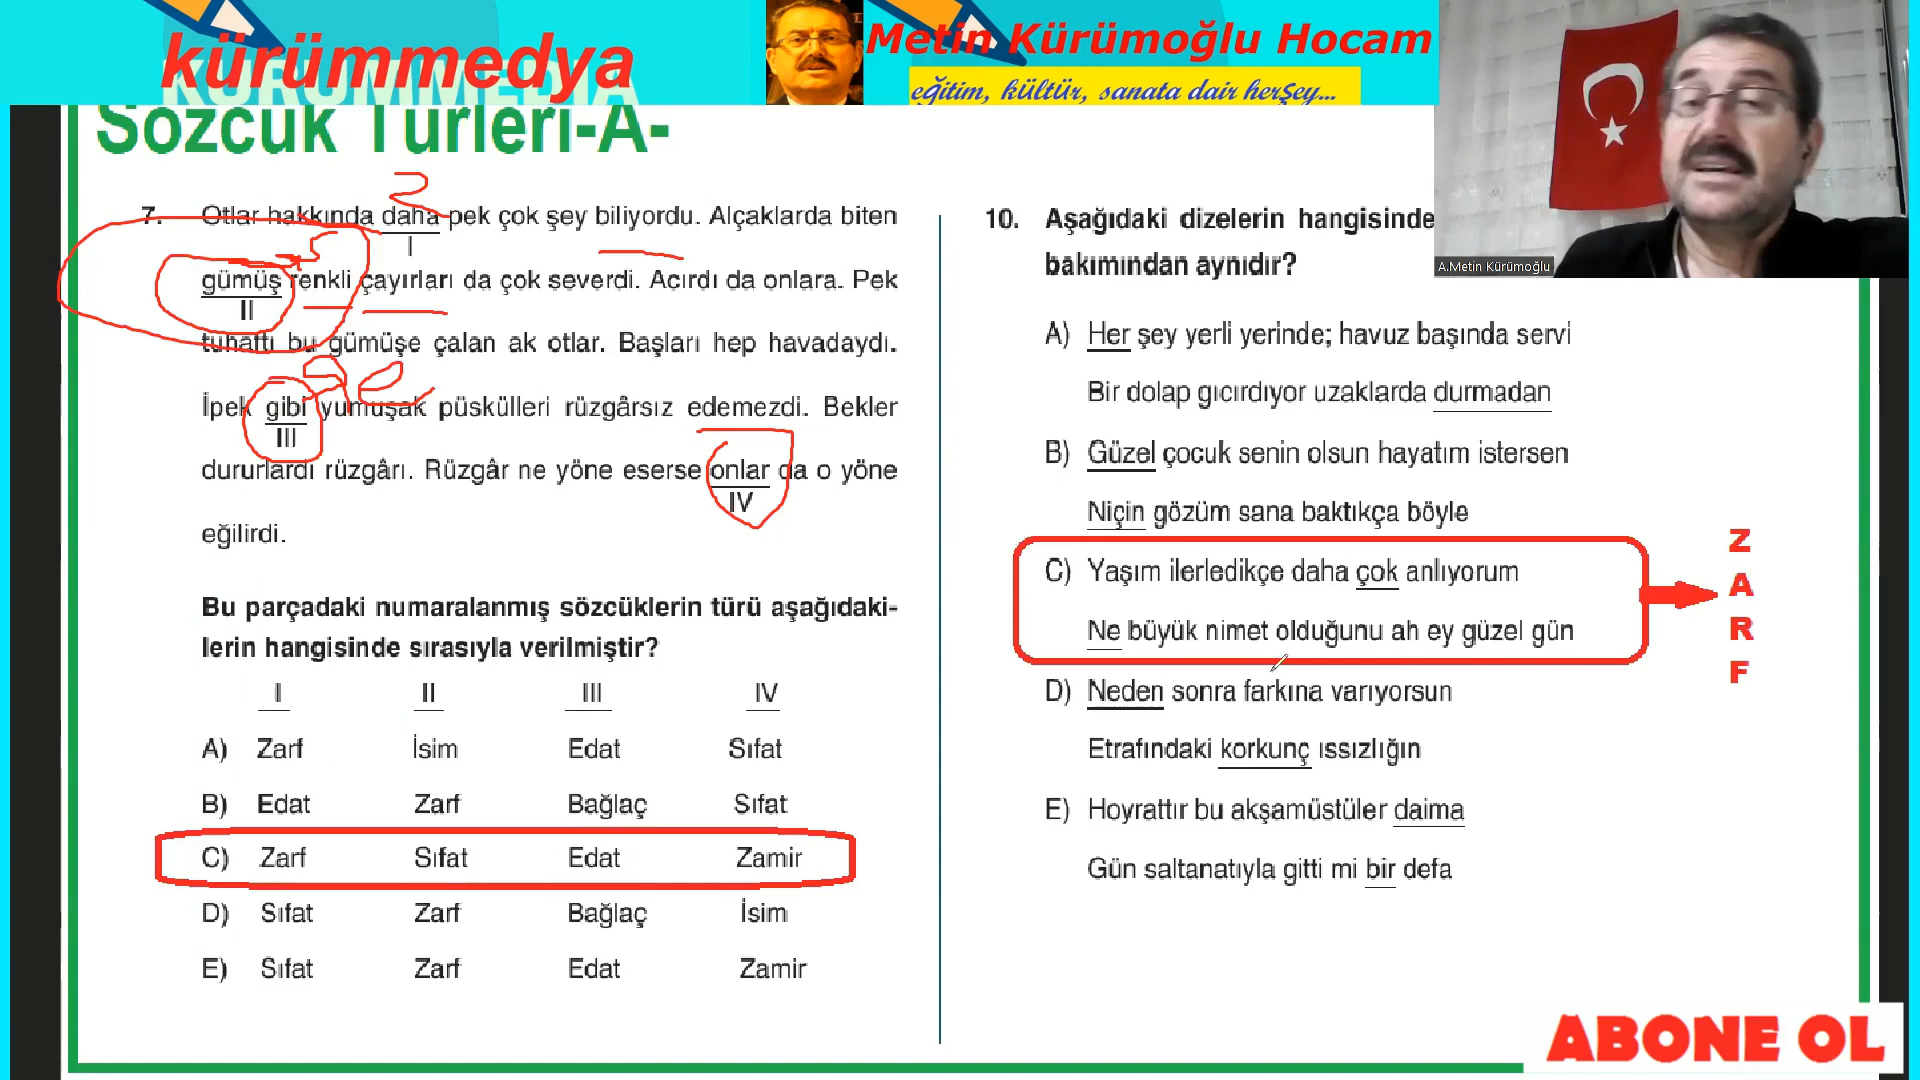 kürümmedya
KÜRÜMMEDİA
Metin Kürümoğlu Hocam
eğitim, kültür, sanata dair herşey...
A.Metin Kürümoğlu
Sözcük Türleri-A-
7. Otlar hakkında daha pek çok şey biliyordu. Alçaklarda biten
I
gümüş renkli çayırları da çok severdi. Acırdı da onlara. Pek
II
tuhaftı bu gümüşe çalan ak otlar. Başları hep havadaydı.
İpek gibi yumuşak püskülleri rüzgârsız edemezdi. Bekler
III
dururlardı rüzgârı. Rüzgâr ne yöne eserse onlar da o yöne
IV
eğilirdi.
Bu parçadaki numaralanmış sözcüklerin türü aşağıdaki-
lerin hangisinde sırasıyla verilmiştir?
I II III IV
A) Zarf İsim Edat Sıfat
B) Edat Zarf Bağlaç Sıfat
C) Zarf Sıfat Edat Zamir
D) Sıfat Zarf Bağlaç İsim
E) Sıfat Zarf Edat Zamir
10. Aşağıdaki dizelerin hangisinde
bakımından aynıdır?
A) Her şey yerli yerinde; havuz başında servi
Bir dolap gıcırdıyor uzaklarda durmadan
B) Güzel çocuk senin olsun hayatım istersen
Niçin gözüm sana baktıkça böyle
C) Yaşım ilerledikçe daha çok anlıyorum
Ne büyük nimet olduğunu ah ey güzel gün
D) Neden sonra farkına varıyorsun
Etrafındaki korkunç ıssızlığın
E) Hoyrattır bu akşamüstüler daima
Gün saltanatıyla gitti mi bir defa
Z
A
R
F
ABONE OL